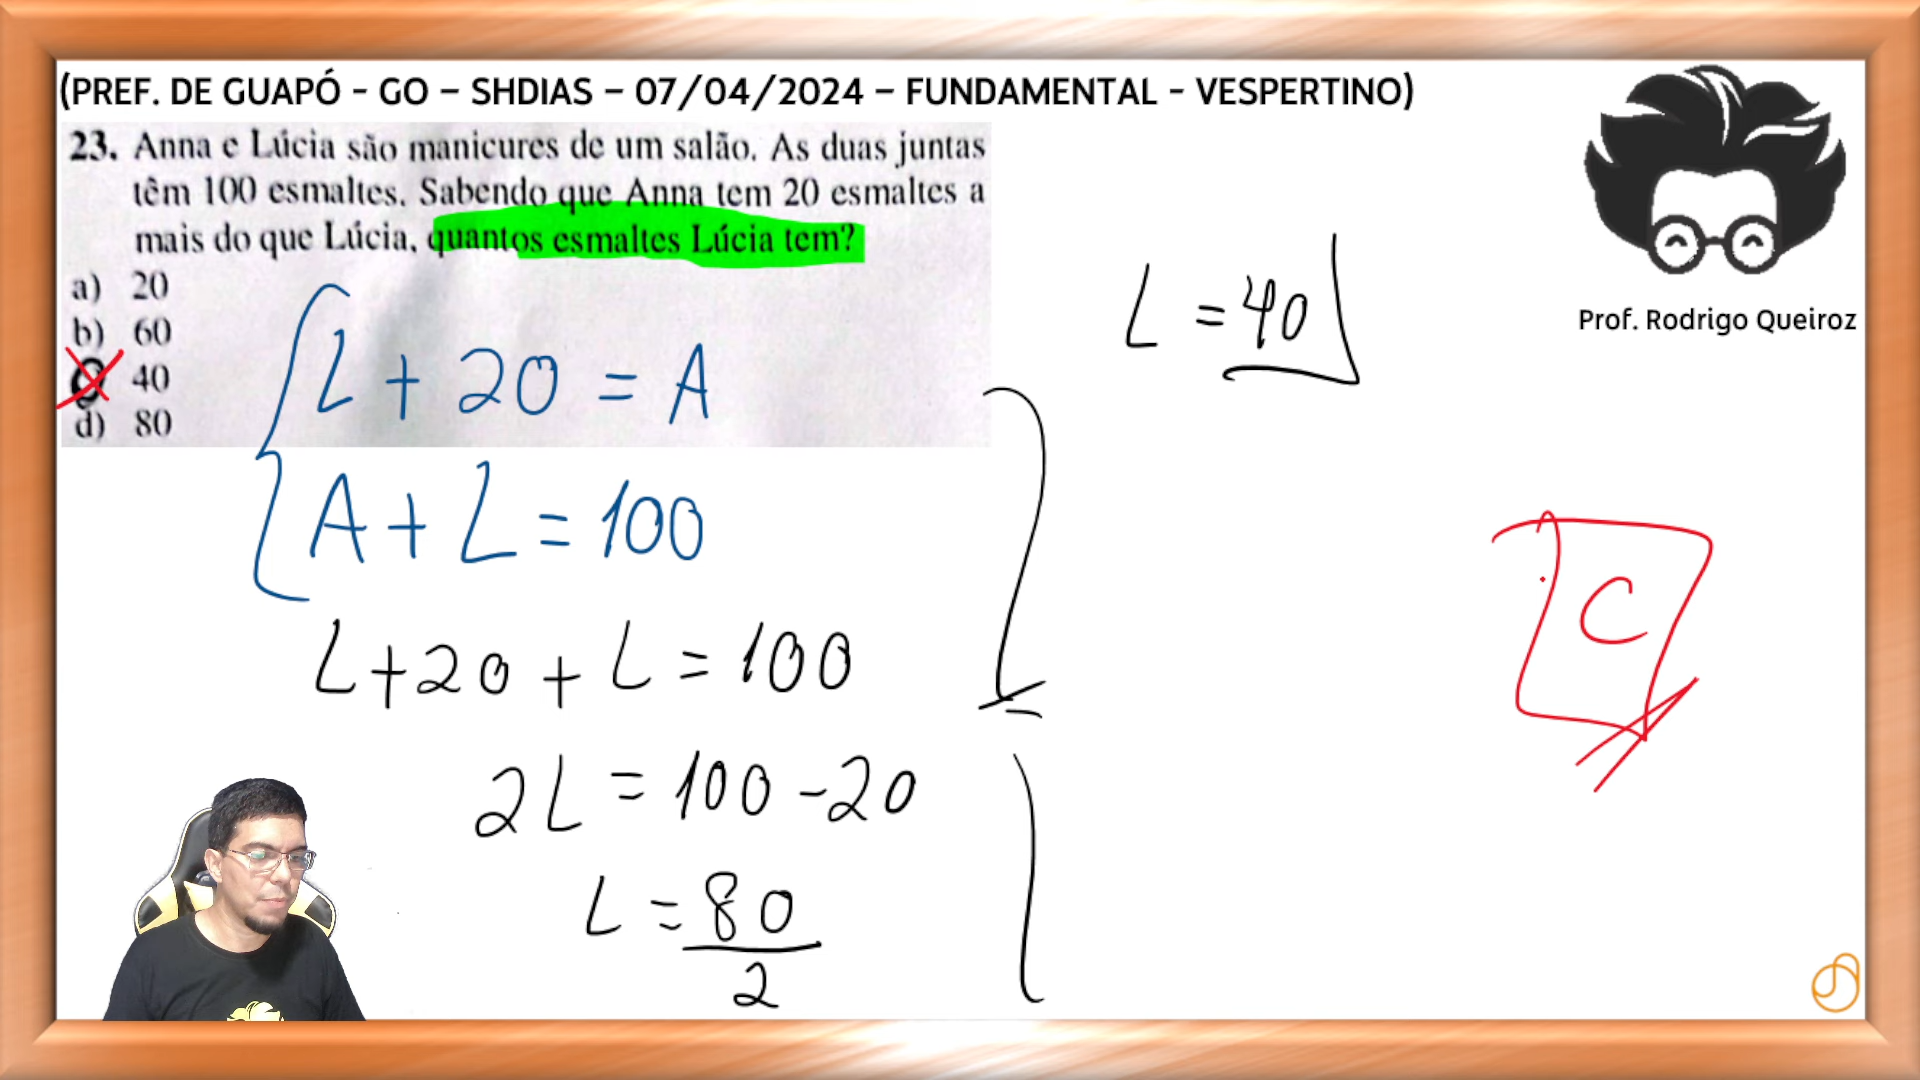 (PREF. DE GUAPÓ - GO – SHDIAS – 07/04/2024 – FUNDAMENTAL - VESPERTINO)
23. Anna e Lúcia são manicures de um salão. As duas juntas
têm 100 esmaltes. Sabendo que Anna tem 20 esmaltes a
mais do que Lúcia, quantos esmaltes Lúcia tem?
a) 20
b) 60
40
d) 80
L + 20 = A
A + L = 100
L + 20 + L = 100
2L = 100 - 20
L = 80
2
L = 40
C
Prof. Rodrigo Queiroz